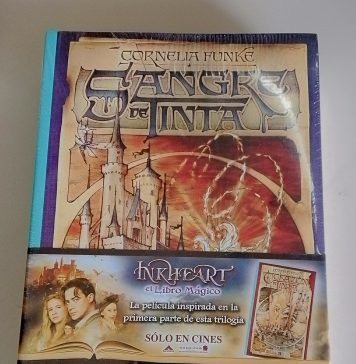 CORNELIA FUNKE
SANGRE
DE TINTA
INKHEART
el Libro Mágico
La película inspirada en la
primera parte de esta trilogía
SÓLO EN CINES